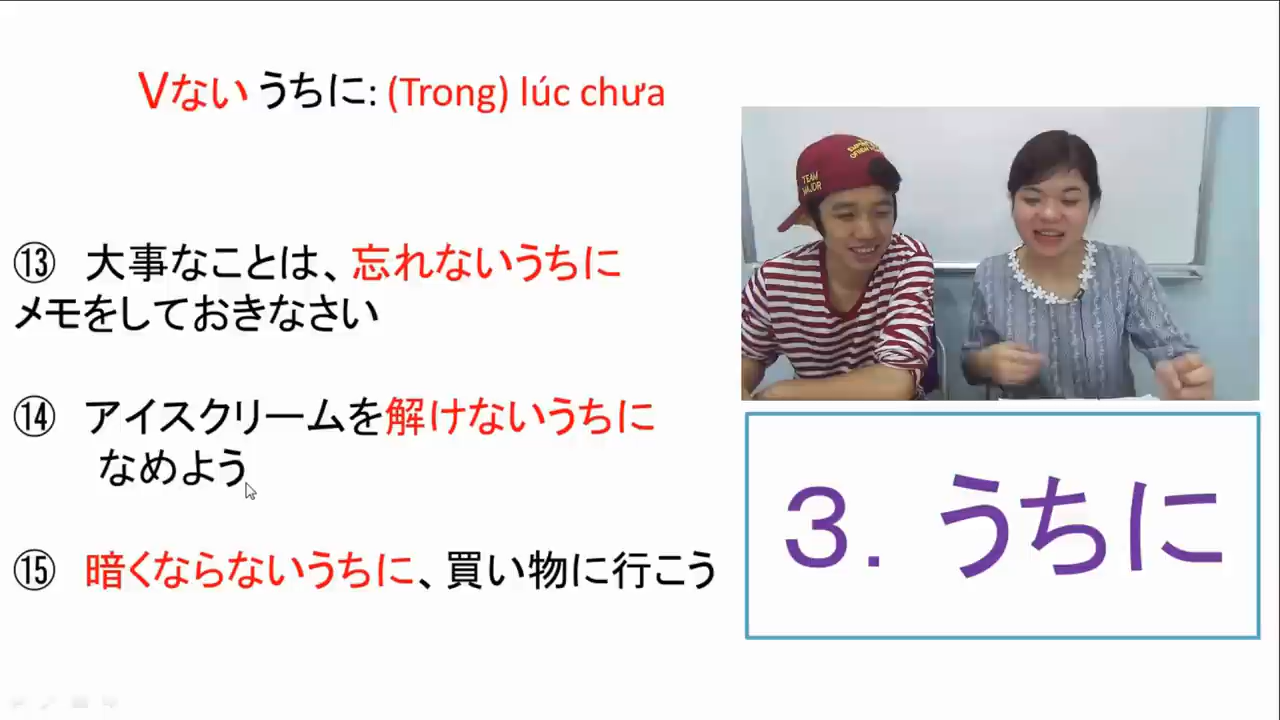 Vない うちに: (Trong) lúc chưa
⑬ 大事なことは、忘れないうちに
メモをしておきなさい
⑭ アイスクリームを解けないうちに
なめよう
⑮ 暗くならないうちに、買い物に行こう
TEAM
MAJOR
3. うちに